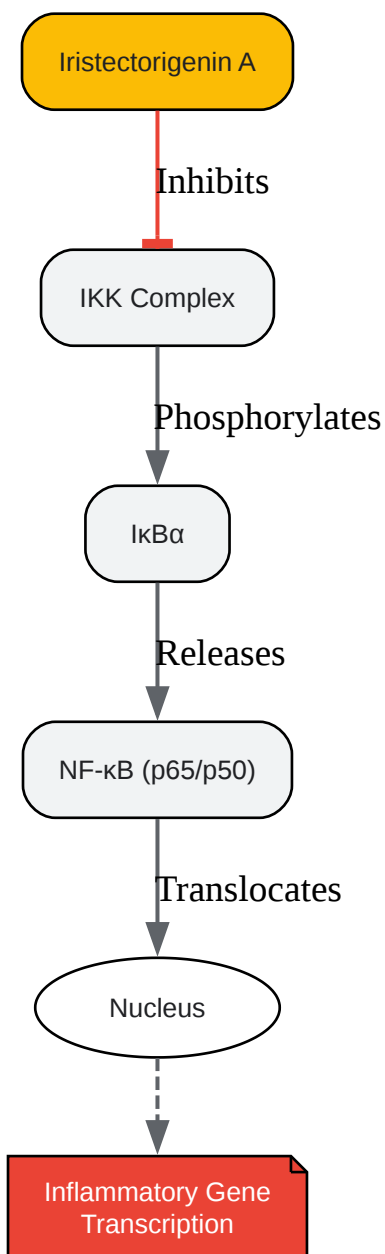 Iristectorigenin A
Inhibits
IKK Complex
Phosphorylates
IκBα
Releases
NF-κB (p65/p50)
Translocates
Nucleus
Inflammatory Gene
Transcription